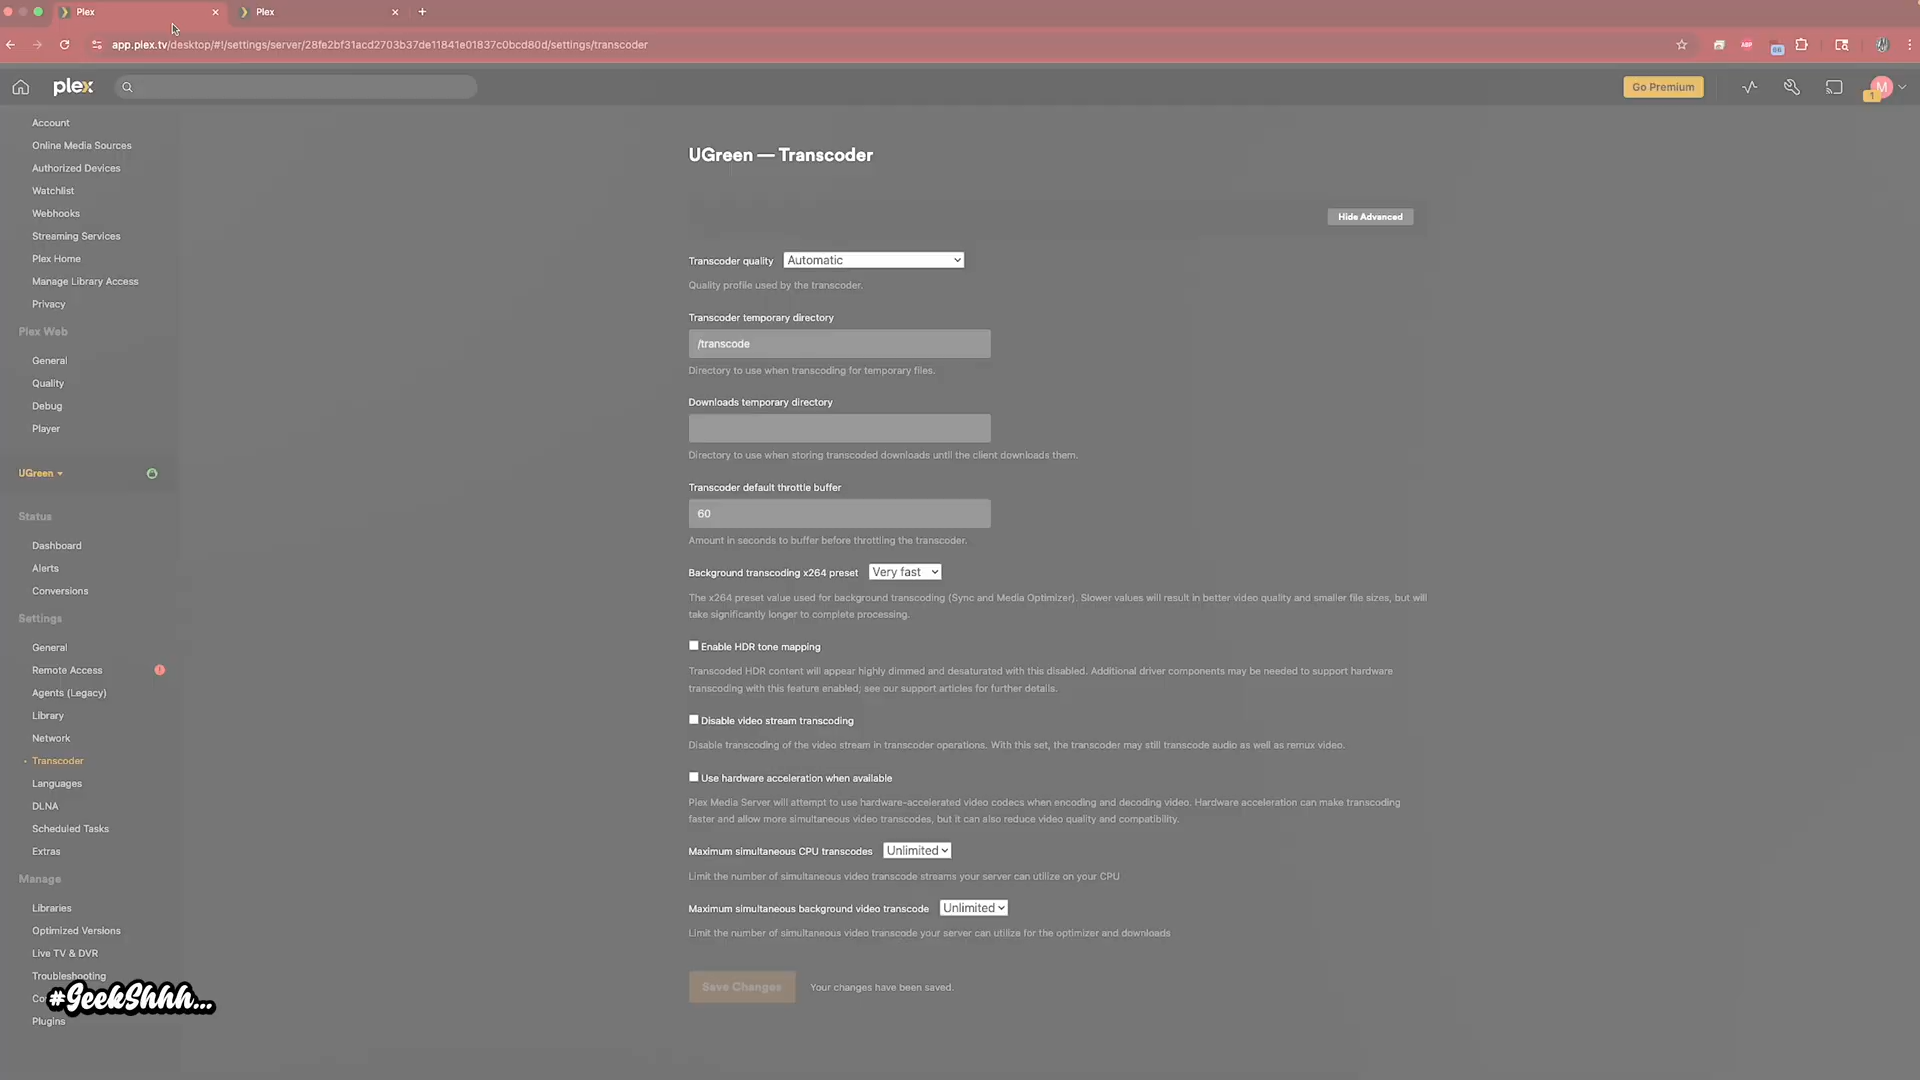 Plex
Plex
app.plex.tv/desktop/#!/settings/server/28fe2bf31acd2703b37de11841e01837c0bcd80d/settings/transcoder
ABP
86
plex
Go Premium
M
1
Account
Online Media Sources
Authorized Devices
Watchlist
Webhooks
Streaming Services
Plex Home
Manage Library Access
Privacy
Plex Web
General
Quality
Debug
Player
UGreen
Status
Dashboard
Alerts
Conversions
Settings
General
Remote Access
Agents (Legacy)
Library
Network
Transcoder
Languages
DLNA
Scheduled Tasks
Extras
Manage
Libraries
Optimized Versions
Live TV & DVR
Troubleshooting
Co
#GeekShhh...
Plugins
UGreen — Transcoder
Hide Advanced
Transcoder quality Automatic
Quality profile used by the transcoder.
Transcoder temporary directory
/transcode
Directory to use when transcoding for temporary files.
Downloads temporary directory
Directory to use when storing transcoded downloads until the client downloads them.
Transcoder default throttle buffer
60
Amount in seconds to buffer before throttling the transcoder.
Background transcoding x264 preset Very fast
The x264 preset value used for background transcoding (Sync and Media Optimizer). Slower values will result in better video quality and smaller file sizes, but will
take significantly longer to complete processing.
Enable HDR tone mapping
Transcoded HDR content will appear highly dimmed and desaturated with this disabled. Additional driver components may be needed to support hardware
transcoding with this feature enabled; see our support articles for further details.
Disable video stream transcoding
Disable transcoding of the video stream in transcoder operations. With this set, the transcoder may still transcode audio as well as remux video.
Use hardware acceleration when available
Plex Media Server will attempt to use hardware-accelerated video codecs when encoding and decoding video. Hardware acceleration can make transcoding
faster and allow more simultaneous video transcodes, but it can also reduce video quality and compatibility.
Maximum simultaneous CPU transcodes Unlimited
Limit the number of simultaneous video transcode streams your server can utilize on your CPU
Maximum simultaneous background video transcode Unlimited
Limit the number of simultaneous video transcode your server can utilize for the optimizer and downloads
Save Changes Your changes have been saved.